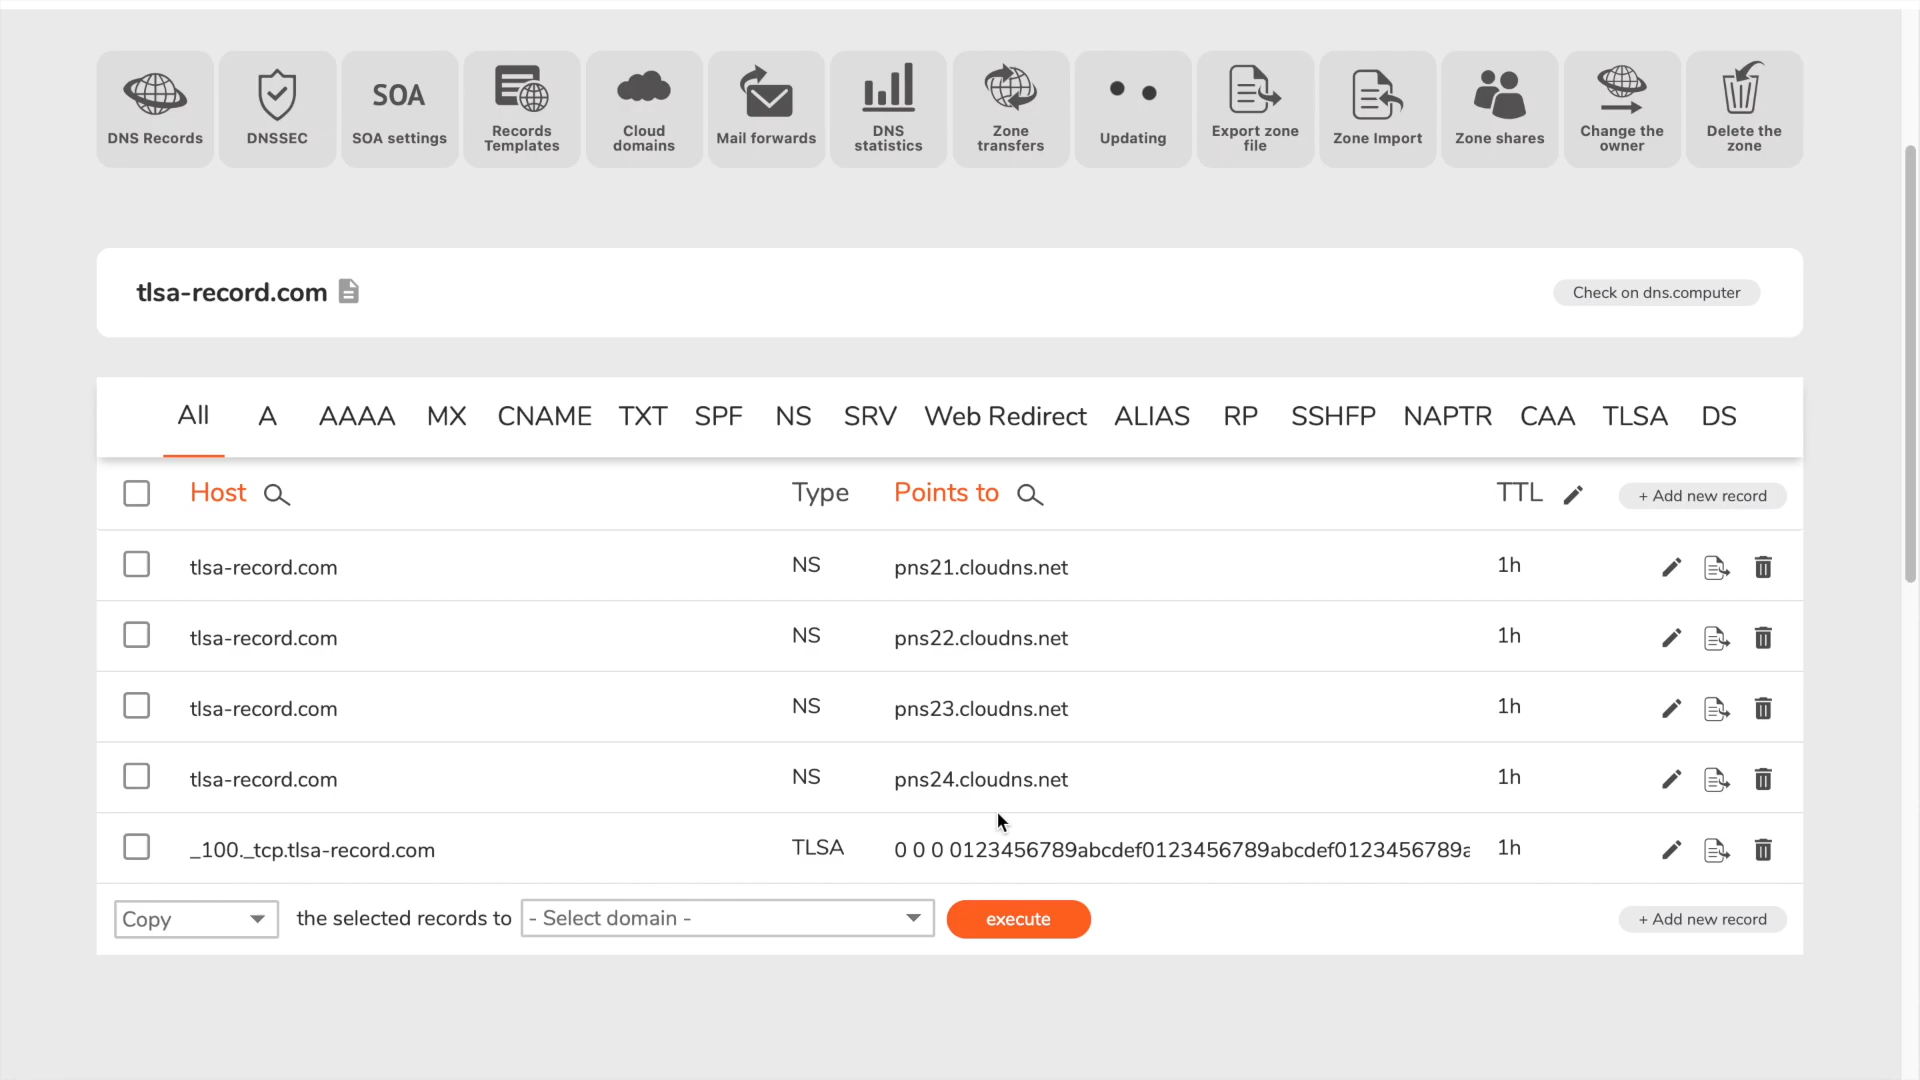 SOA
DNS Records
DNSSEC
SOA settings
Records
Templates
Cloud
domains
Mail forwards
DNS
statistics
Zone
transfers
Updating
Export zone
file
Zone Import
Zone shares
Change the
owner
Delete the
zone
tlsa-record.com
Check on dns.computer
All A AAAA MX CNAME TXT SPF NS SRV Web Redirect ALIAS RP SSHFP NAPTR CAA TLSA DS
Host Type Points to TTL + Add new record
tlsa-record.com NS pns21.cloudns.net 1h
tlsa-record.com NS pns22.cloudns.net 1h
tlsa-record.com NS pns23.cloudns.net 1h
tlsa-record.com NS pns24.cloudns.net 1h
_100._tcp.tlsa-record.com TLSA 0 0 0 0123456789abcdef0123456789abcdef0123456789a 1h
Copy the selected records to - Select domain - execute + Add new record